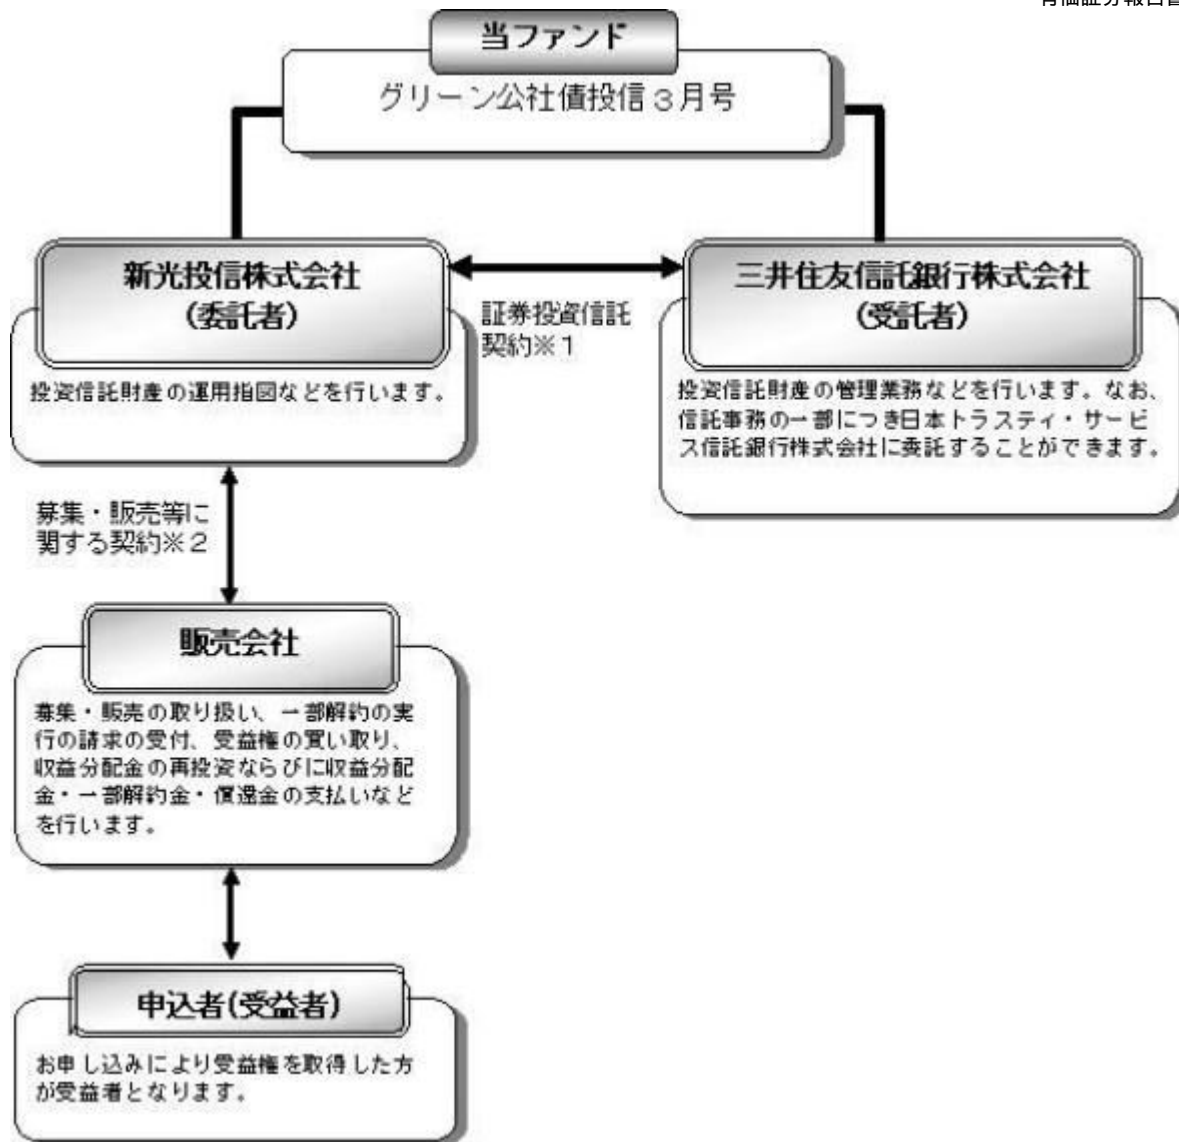 有価証券報告書
当ファンド
グリーン公社債投信3月号
新光投信株式会社
(委託者)
投資信託財産の運用指図などを行います。
証券投資信託
契約※1
三井住友信託銀行株式会社
(受託者)
投資信託財産の管理業務などを行います。なお、
信託事務の一部につき日本トラスティ・サービ
ス信託銀行株式会社に委託することができます。
募集・販売等に
関する契約※2
販売会社
募集・販売の取り扱い、一部解約の実
行の請求の受付、受益権の買い取り、
収益分配金の再投資ならびに収益分配
金・一部解約金・償還金の支払いなど
を行います。
申込者(受益者)
お申し込みにより受益権を取得した方
が受益者となります。